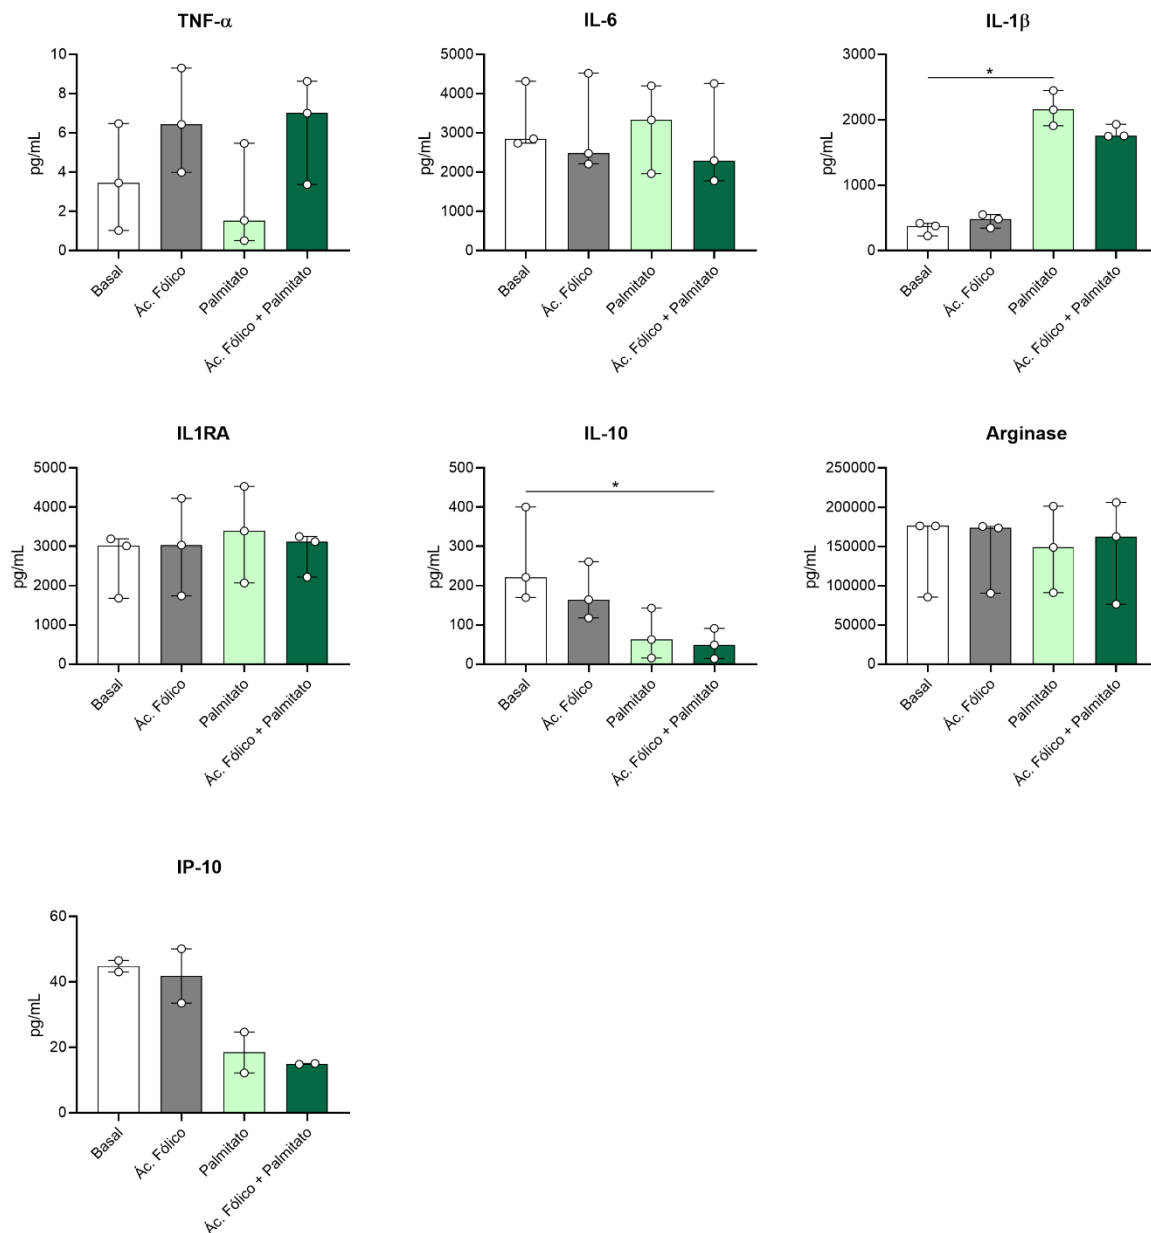 TNF-α
10
8
6
4
2
0
pg/mL
Basal
Ác. Fólico
Palmitato
Ác. Fólico + Palmitato
IL-6
5000
4000
3000
2000
1000
0
pg/mL
Basal
Ác. Fólico
Palmitato
Ác. Fólico + Palmitato
IL-1β
3000
2000
1000
0
pg/mL
*
Basal
Ác. Fólico
Palmitato
Ác. Fólico + Palmitato
IL1RA
5000
4000
3000
2000
1000
0
pg/mL
Basal
Ác. Fólico
Palmitato
Ác. Fólico + Palmitato
IL-10
500
400
300
200
100
0
pg/mL
*
Basal
Ác. Fólico
Palmitato
Ác. Fólico + Palmitato
Arginase
250000
200000
150000
100000
50000
0
pg/mL
Basal
Ác. Fólico
Palmitato
Ác. Fólico + Palmitato
IP-10
60
40
20
0
pg/mL
Basal
Ác. Fólico
Palmitato
Ác. Fólico + Palmitato